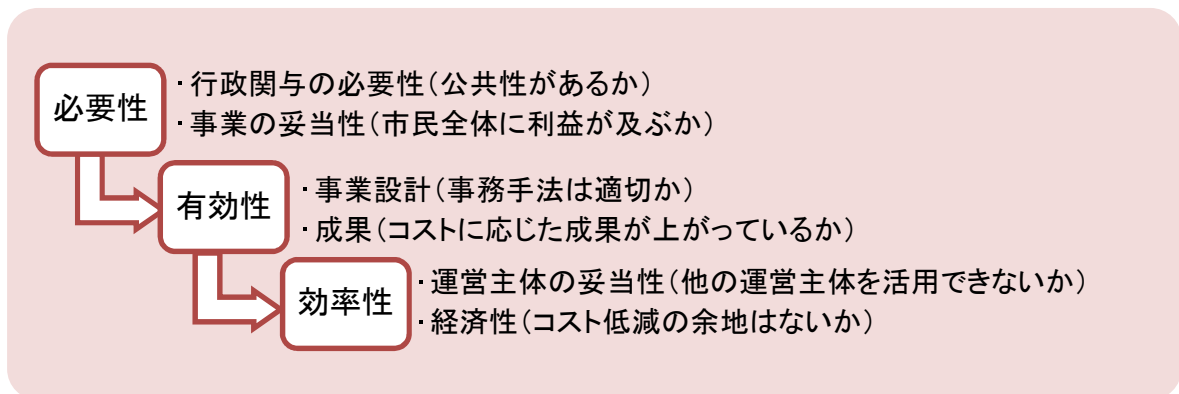 必要性
・行政関与の必要性（公共性があるか）
・事業の妥当性（市民全体に利益が及ぶか）
有効性
・事業設計（事務手法は適切か）
・成果（コストに応じた成果が上がっているか）
効率性
・運営主体の妥当性（他の運営主体を活用できないか）
・経済性（コスト低減の余地はないか）